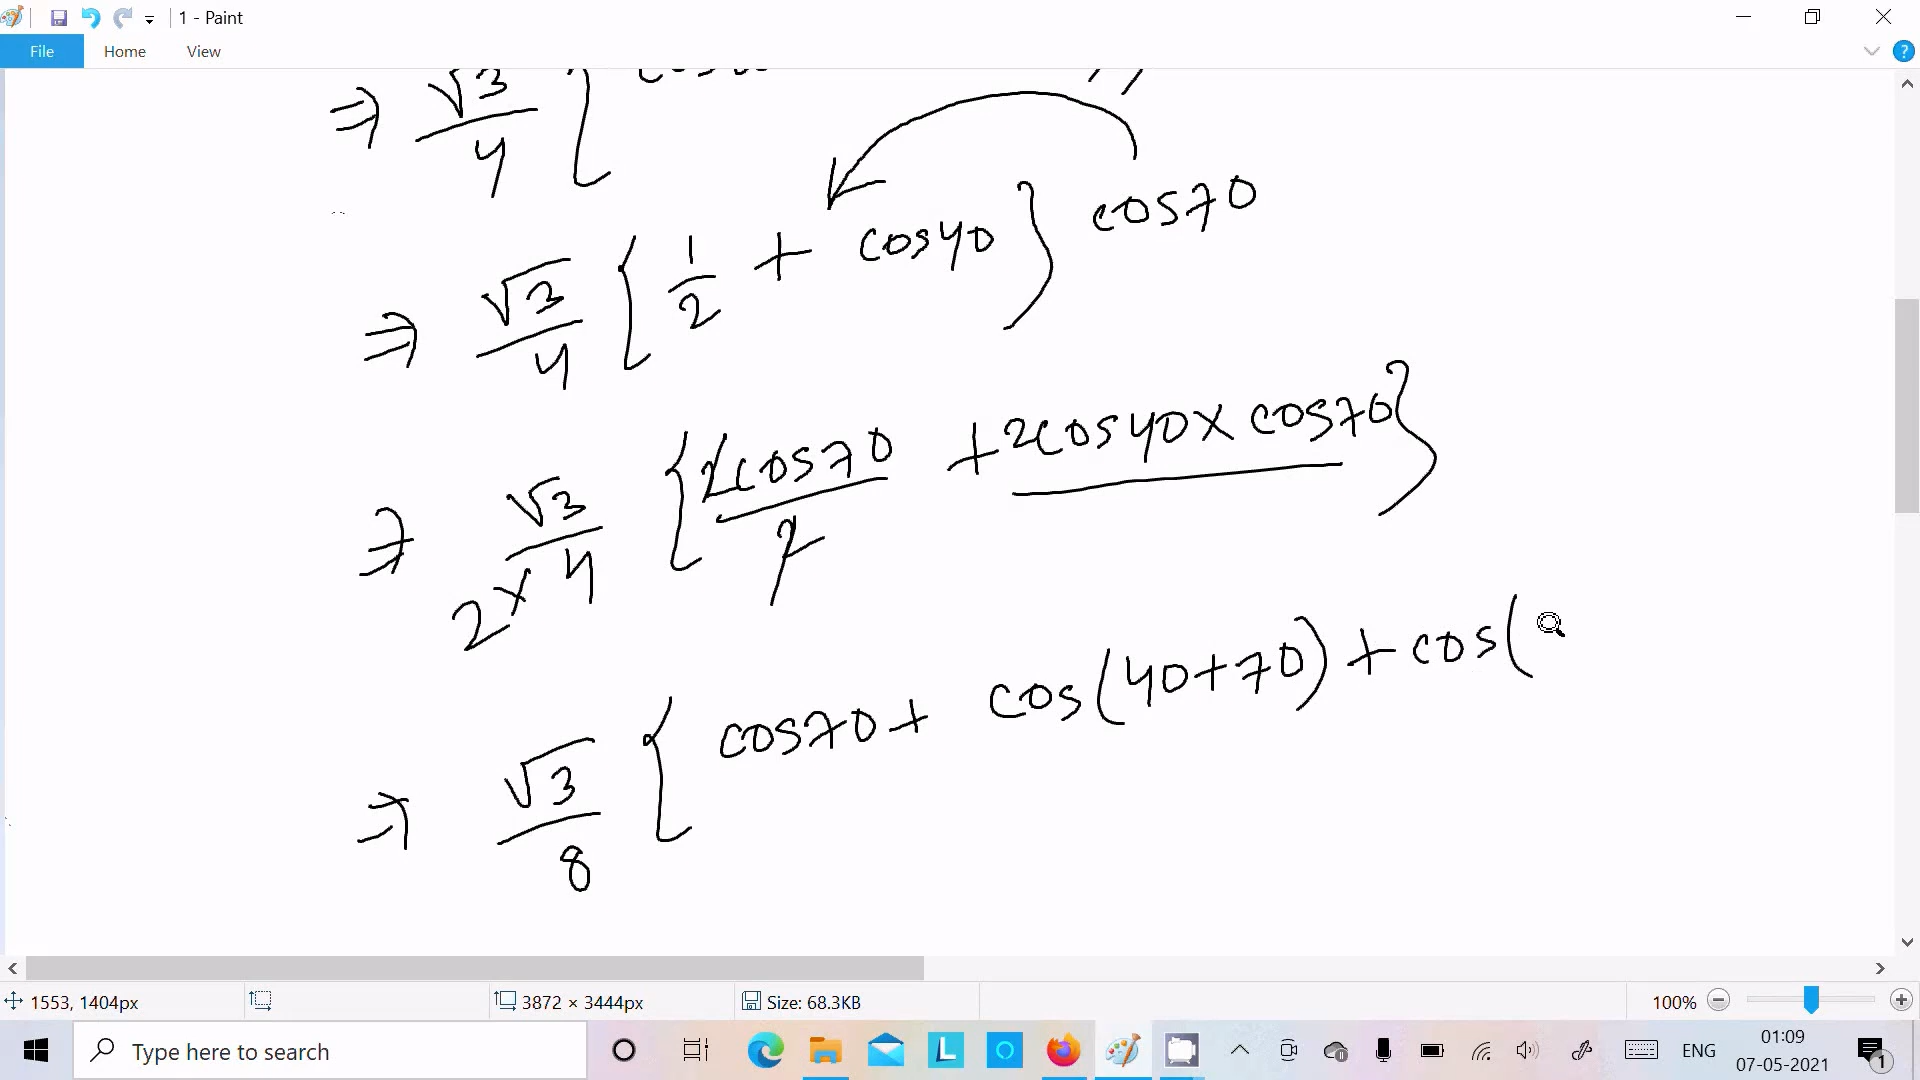 1 - Paint
File Home View
⇒ √3/4 {
⇒ √3/4 { 1/2 + cos40 } cos70
⇒ √3/2×4 { 2cos70/2 + 2cos40 × cos70 }
⇒ √3/8 { cos70 + cos(40+70) + cos(
1553, 1404px 3872 × 3444px Size: 68.3KB 100%
Type here to search L ENG 01:09
07-05-2021 1